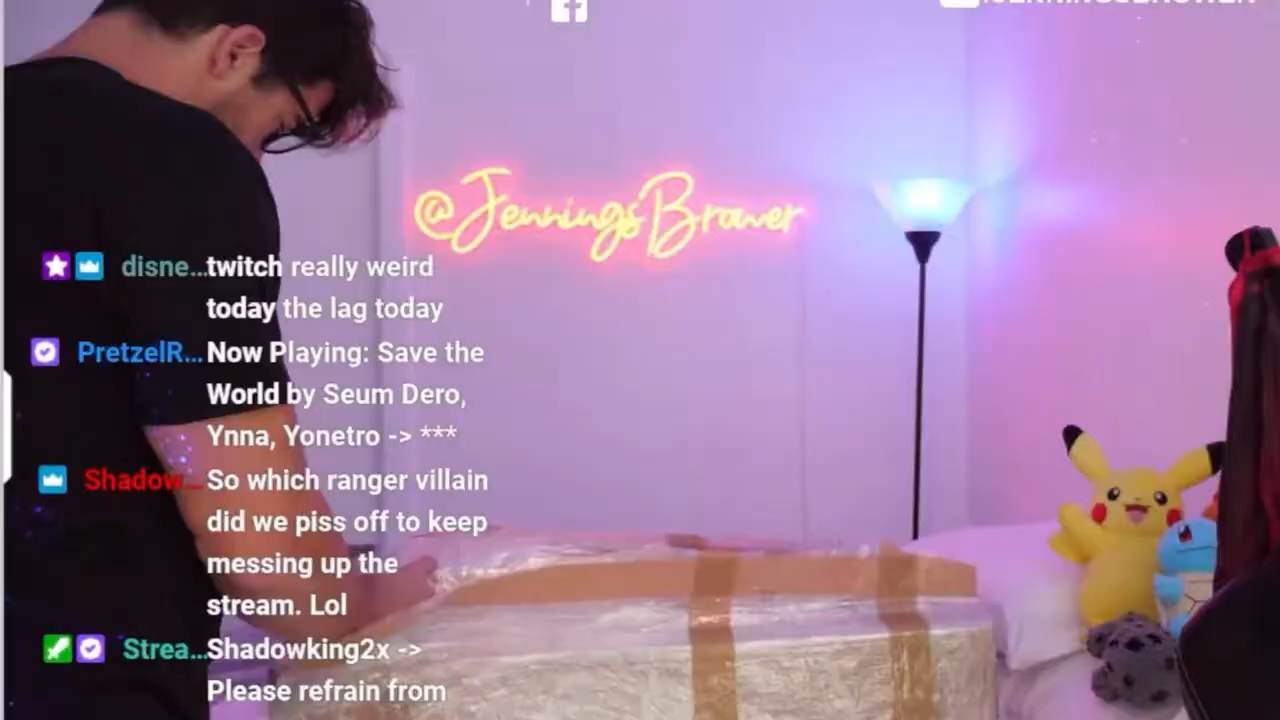 @JenningsBrower
disne... twitch really weird
today the lag today
PretzelR... Now Playing: Save the
World by Seum Dero,
Ynna, Yonetro -> ***
Shadow... So which ranger villain
did we piss off to keep
messing up the
stream. Lol
Strea... Shadowking2x ->
Please refrain from